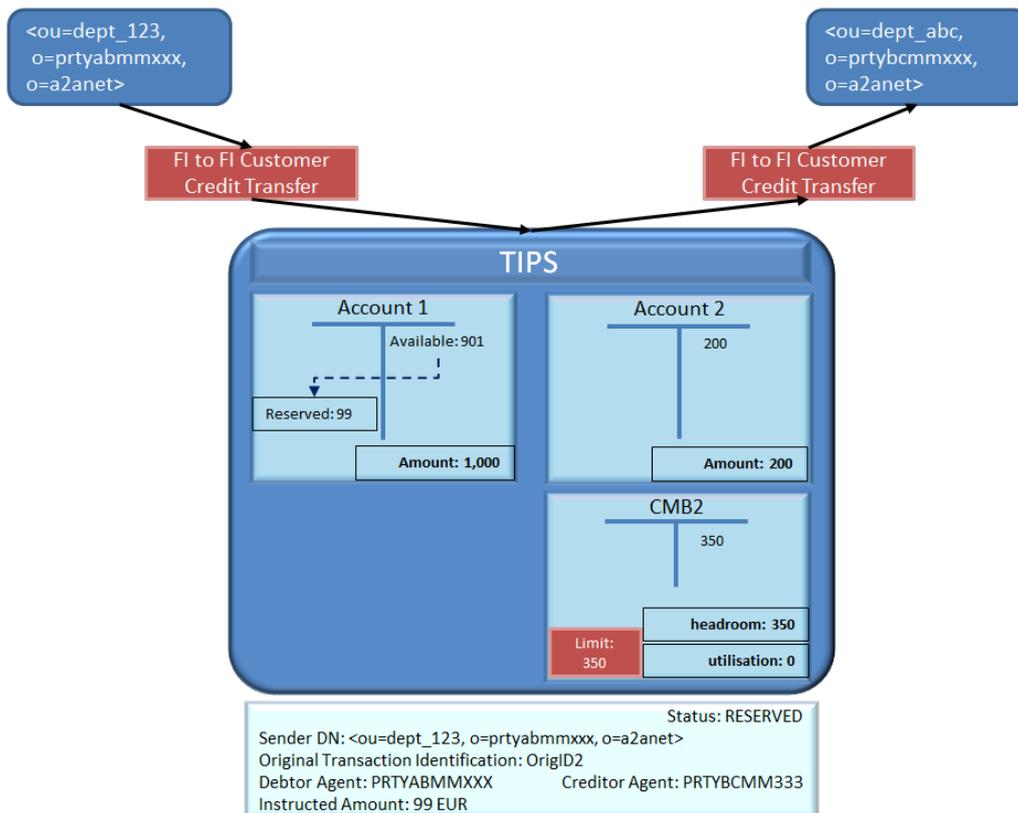 <ou=dept_123,
o=prtyabmmxxx,
o=a2anet>
<ou=dept_abc,
o=prtybcmmxxx,
o=a2anet>
FI to FI Customer
Credit Transfer
FI to FI Customer
Credit Transfer
TIPS
Account 1
Available: 901
Reserved: 99
Amount: 1,000
Account 2
200
Amount: 200
CMB2
350
headroom: 350
Limit:
350
utilisation: 0
Status: RESERVED
Sender DN: <ou=dept_123, o=prtyabmmxxx, o=a2anet>
Original Transaction Identification: OrigID2
Debtor Agent: PRTYABMMXXX Creditor Agent: PRTYBCMM333
Instructed Amount: 99 EUR